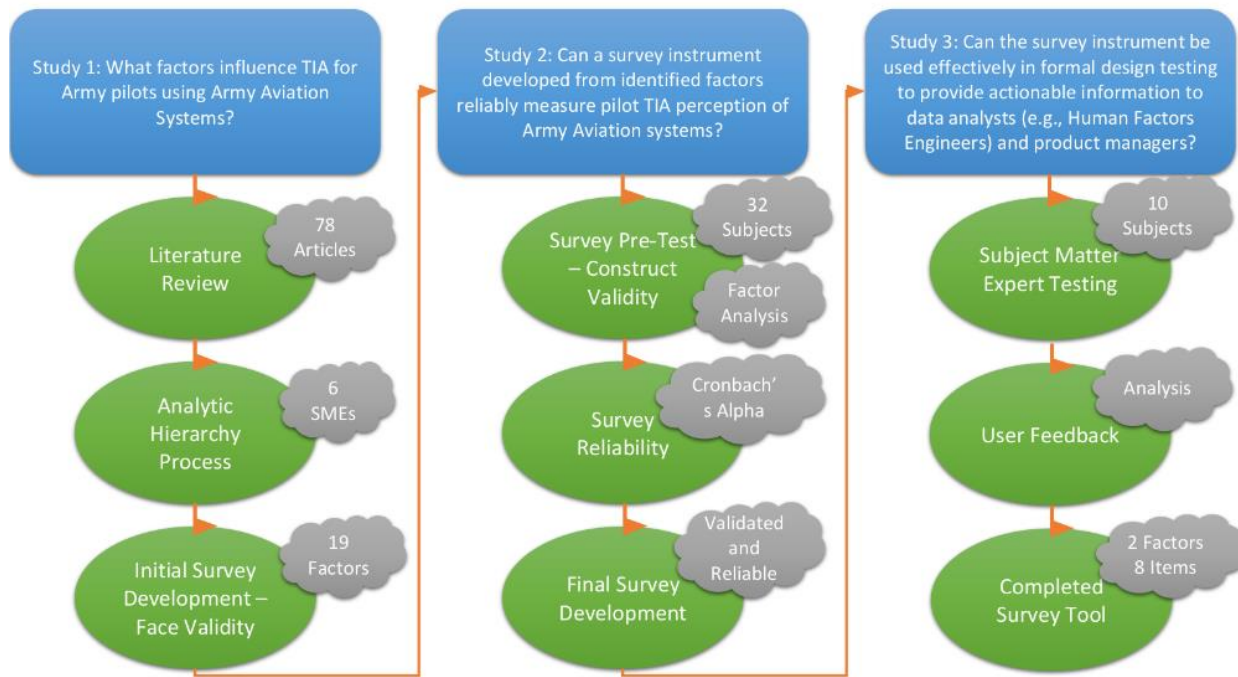 Study 1: What factors influence TIA for
Army pilots using Army Aviation
Systems?
78
Articles
Literature
Review
6
SMEs
Analytic
Hierarchy
Process
19
Factors
Initial Survey
Development –
Face Validity
Study 2: Can a survey instrument
developed from identified factors
reliably measure pilot TIA perception of
Army Aviation systems?
32
Subjects
Survey Pre-Test
– Construct
Validity
Factor
Analysis
Cronbach'
s Alpha
Survey
Reliability
Validated
and
Reliable
Final Survey
Development
Study 3: Can the survey instrument be
used effectively in formal design testing
to provide actionable information to
data analysts (e.g., Human Factors
Engineers) and product managers?
10
Subjects
Subject Matter
Expert Testing
Analysis
User Feedback
2 Factors
8 Items
Completed
Survey Tool